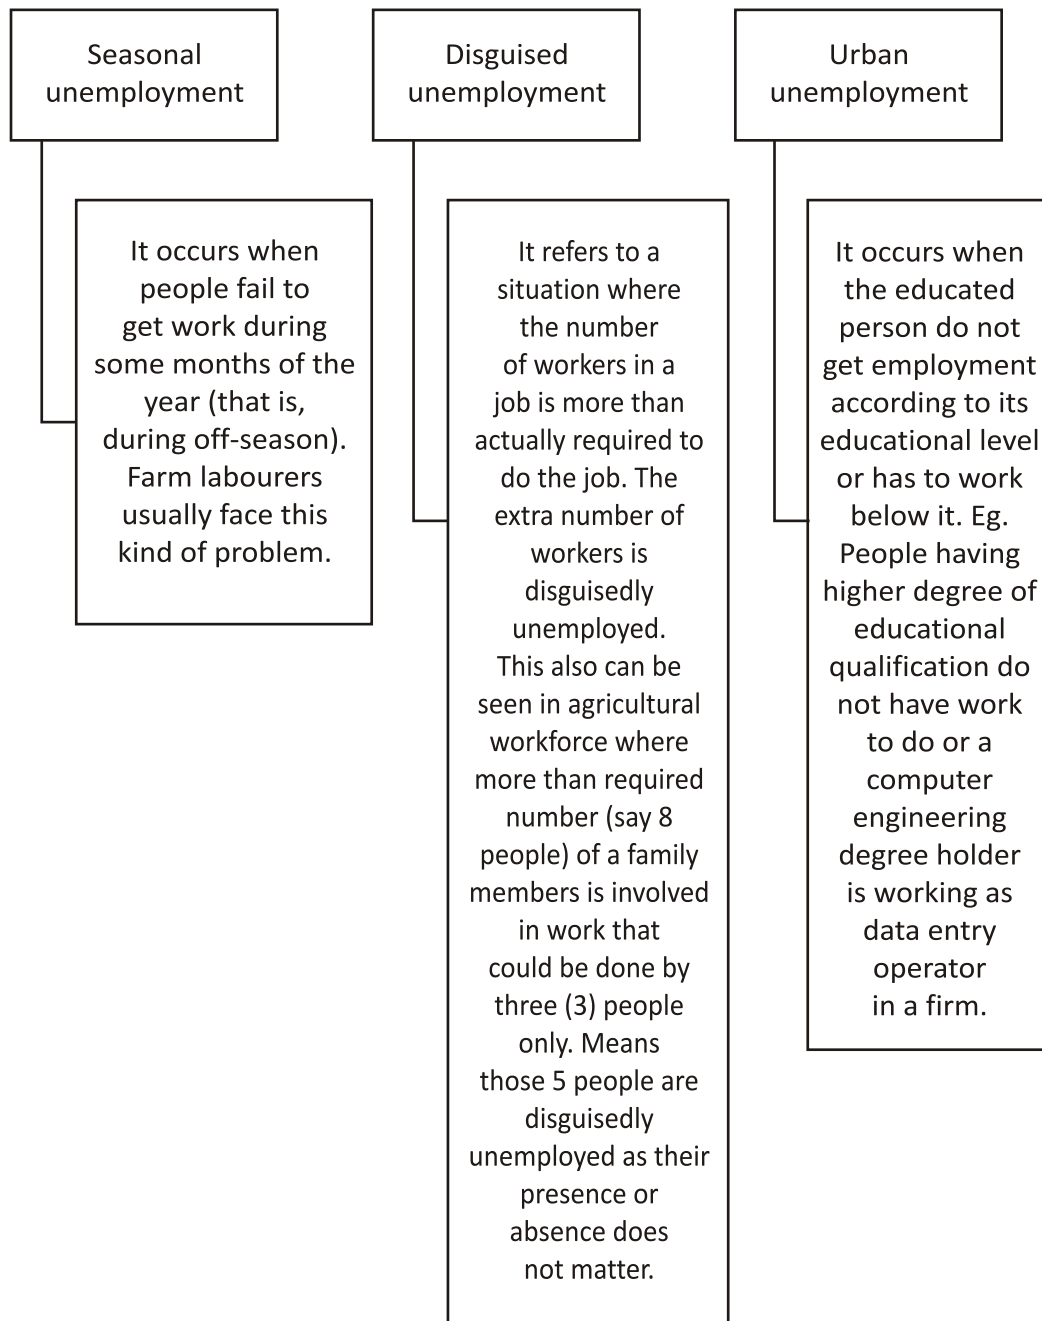 Seasonal
unemployment
It occurs when
people fail to
get work during
some months of the
year (that is,
during off-season).
Farm labourers
usually face this
kind of problem.
Disguised
unemployment
It refers to a
situation where
the number
of workers in a
job is more than
actually required to
do the job. The
extra number of
workers is
disguisedly
unemployed.
This also can be
seen in agricultural
workforce where
more than required
number (say 8
people) of a family
members is involved
in work that
could be done by
three (3) people
only. Means
those 5 people are
disguisedly
unemployed as their
presence or
absence does
not matter.
Urban
unemployment
It occurs when
the educated
person do not
get employment
according to its
educational level
or has to work
below it. Eg.
People having
higher degree of
educational
qualification do
not have work
to do or a
computer
engineering
degree holder
is working as
data entry
operator
in a firm.